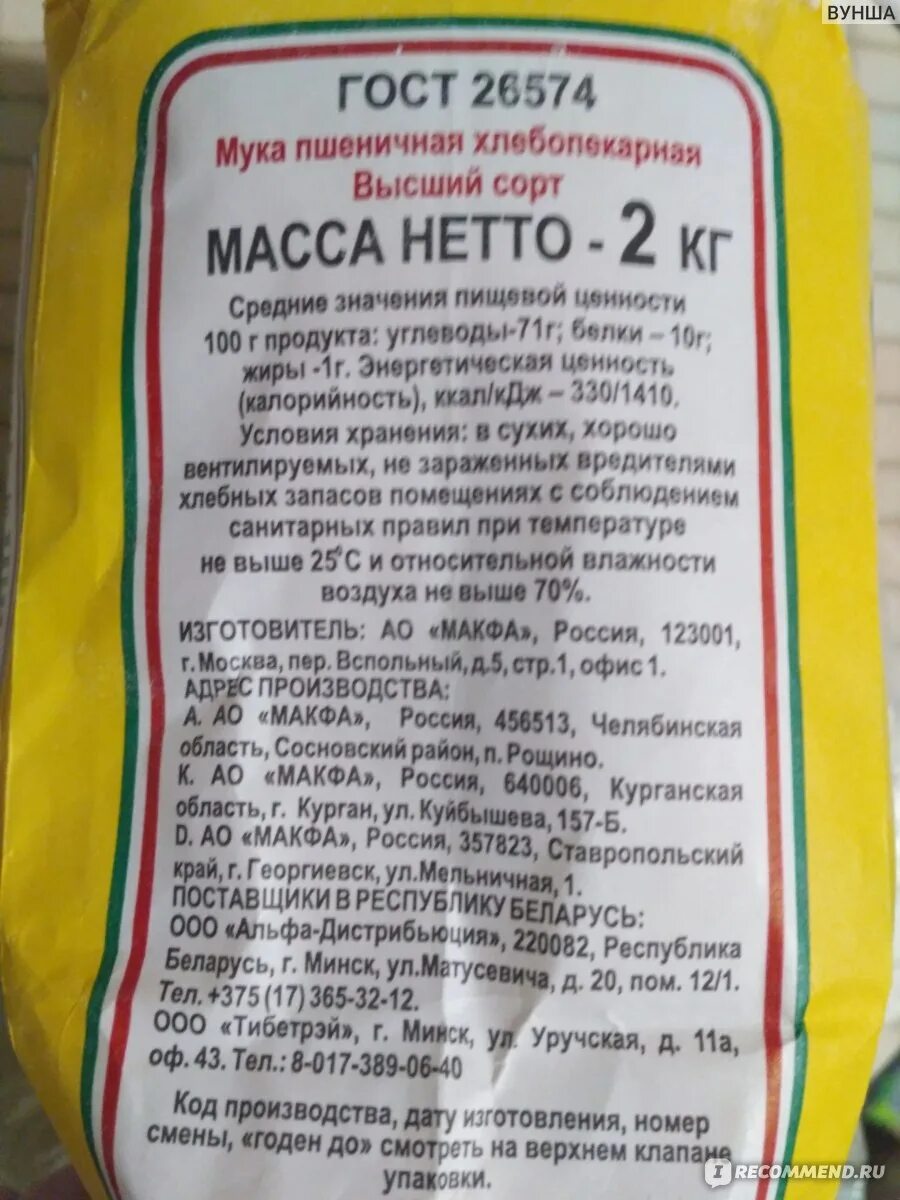 ВУНША
ГОСТ 26574
Мука пшеничная хлебопекарная
Высший сорт
МАССА НЕТТО - 2 КГ
Средние значения пищевой ценности
100 г продукта: углеводы-71г; белки – 10г;
жиры -1г. Энергетическая ценность
(калорийность), ккал/кДж – 330/1410.
Условия хранения: в сухих, хорошо
вентилируемых, не зараженных вредителями
хлебных запасов помещениях с соблюдением
санитарных правил при температуре
не выше 25°С и относительной влажности
воздуха не выше 70%.
ИЗГОТОВИТЕЛЬ: АО «МАКФА», Россия, 123001,
г. Москва, пер. Вспольный, д.5, стр.1, офис 1.
АДРЕС ПРОИЗВОДСТВА:
А. АО «МАКФА», Россия, 456513, Челябинская
область, Сосновский район, п. Рощино.
К. АО «МАКФА», Россия, 640006, Курганская
область, г. Курган, ул. Куйбышева, 157-Б.
D. АО «МАКФА», Россия, 357823, Ставропольский
край, г. Георгиевск, ул.Мельничная, 1.
ПОСТАВЩИКИ В РЕСПУБЛИКУ БЕЛАРУСЬ:
ООО «Альфа-Дистрибьюция», 220082, Республика
Беларусь, г. Минск, ул.Матусевича, д. 20, пом. 12/1.
Тел. +375 (17) 365-32-12.
ООО «Тибетрэй», г. Минск, ул. Уручская, д. 11а,
оф. 43. Тел.: 8-017-389-06-40
Код производства, дату изготовления, номер
смены, «годен до» смотреть на верхнем клапане
упаковки.
I RECOMMEND.RU